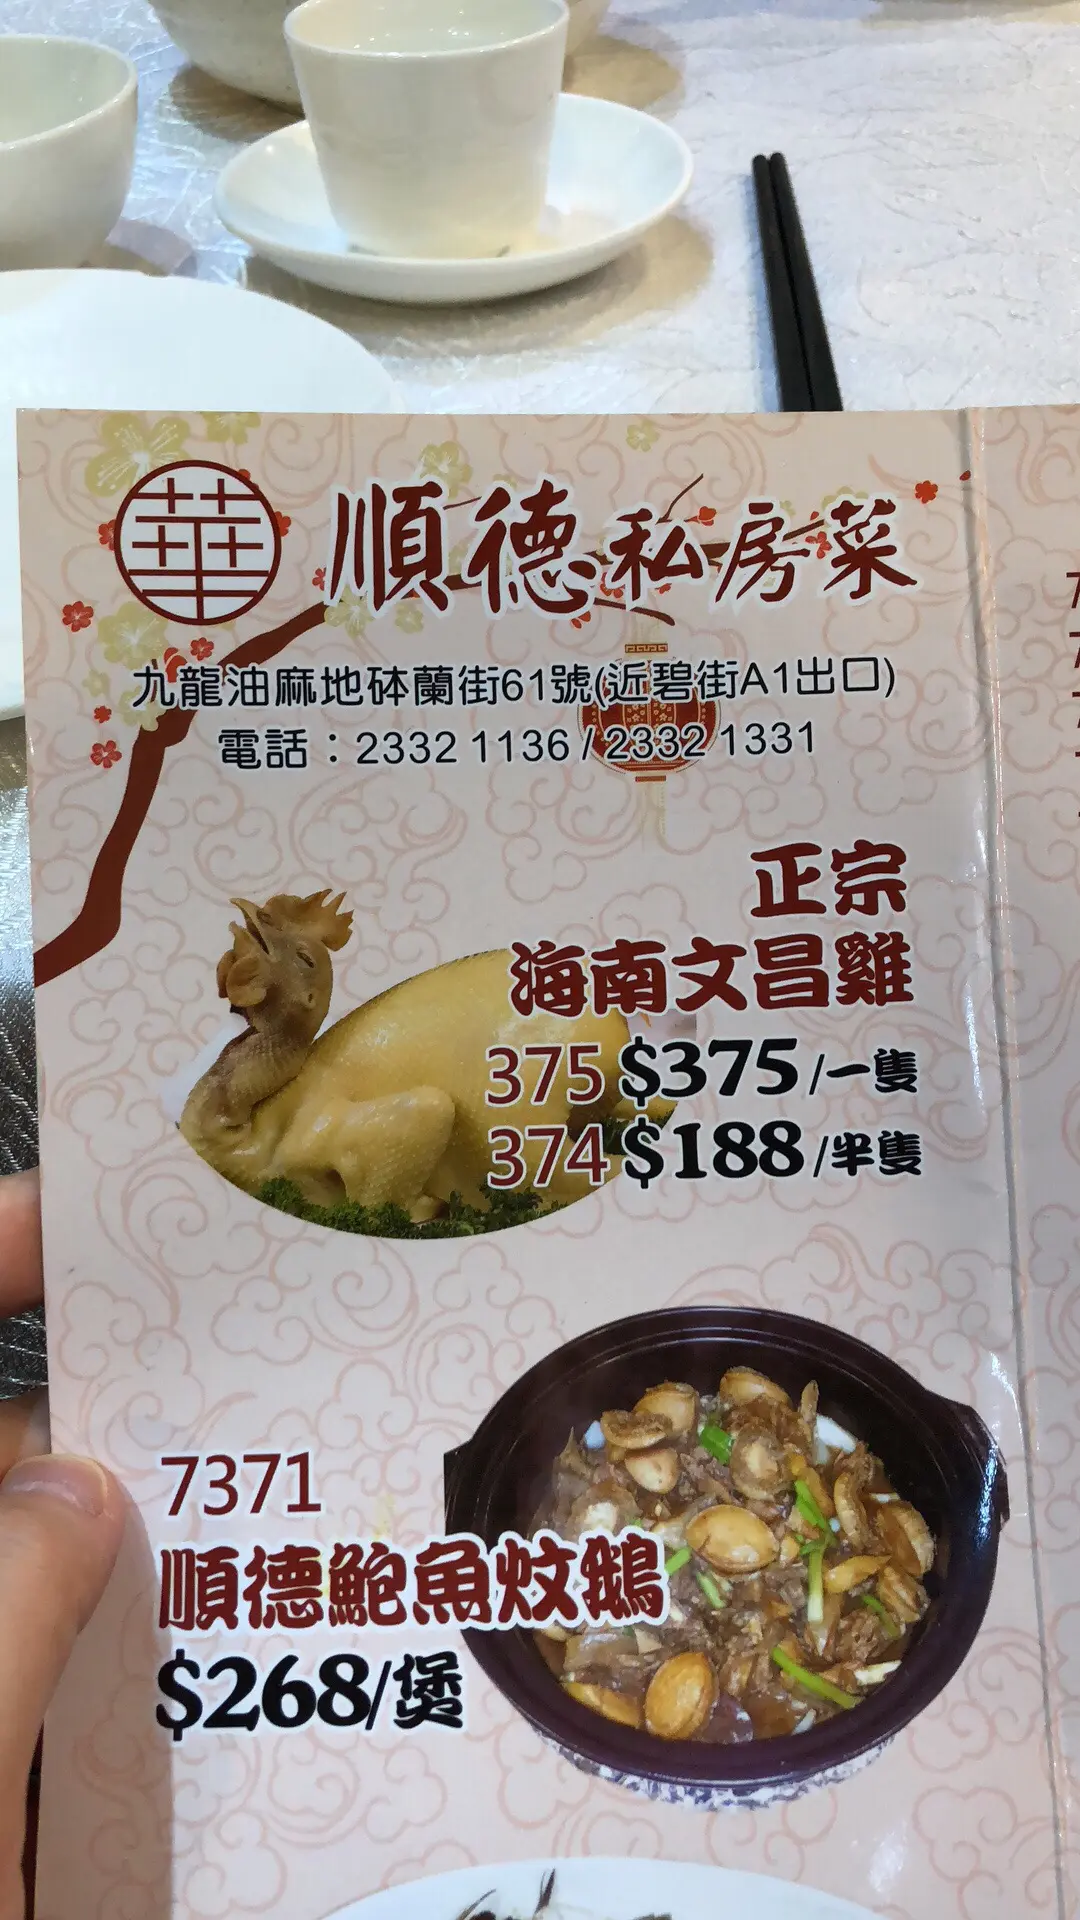 華
順德私房菜
九龍油麻地砵蘭街61號(近碧街A1出口)
電話：2332 1136 / 2332 1331
正宗
海南文昌雞
375 $375/一隻
374 $188/半隻
7371
順德鮑魚炆鵝
$268/煲